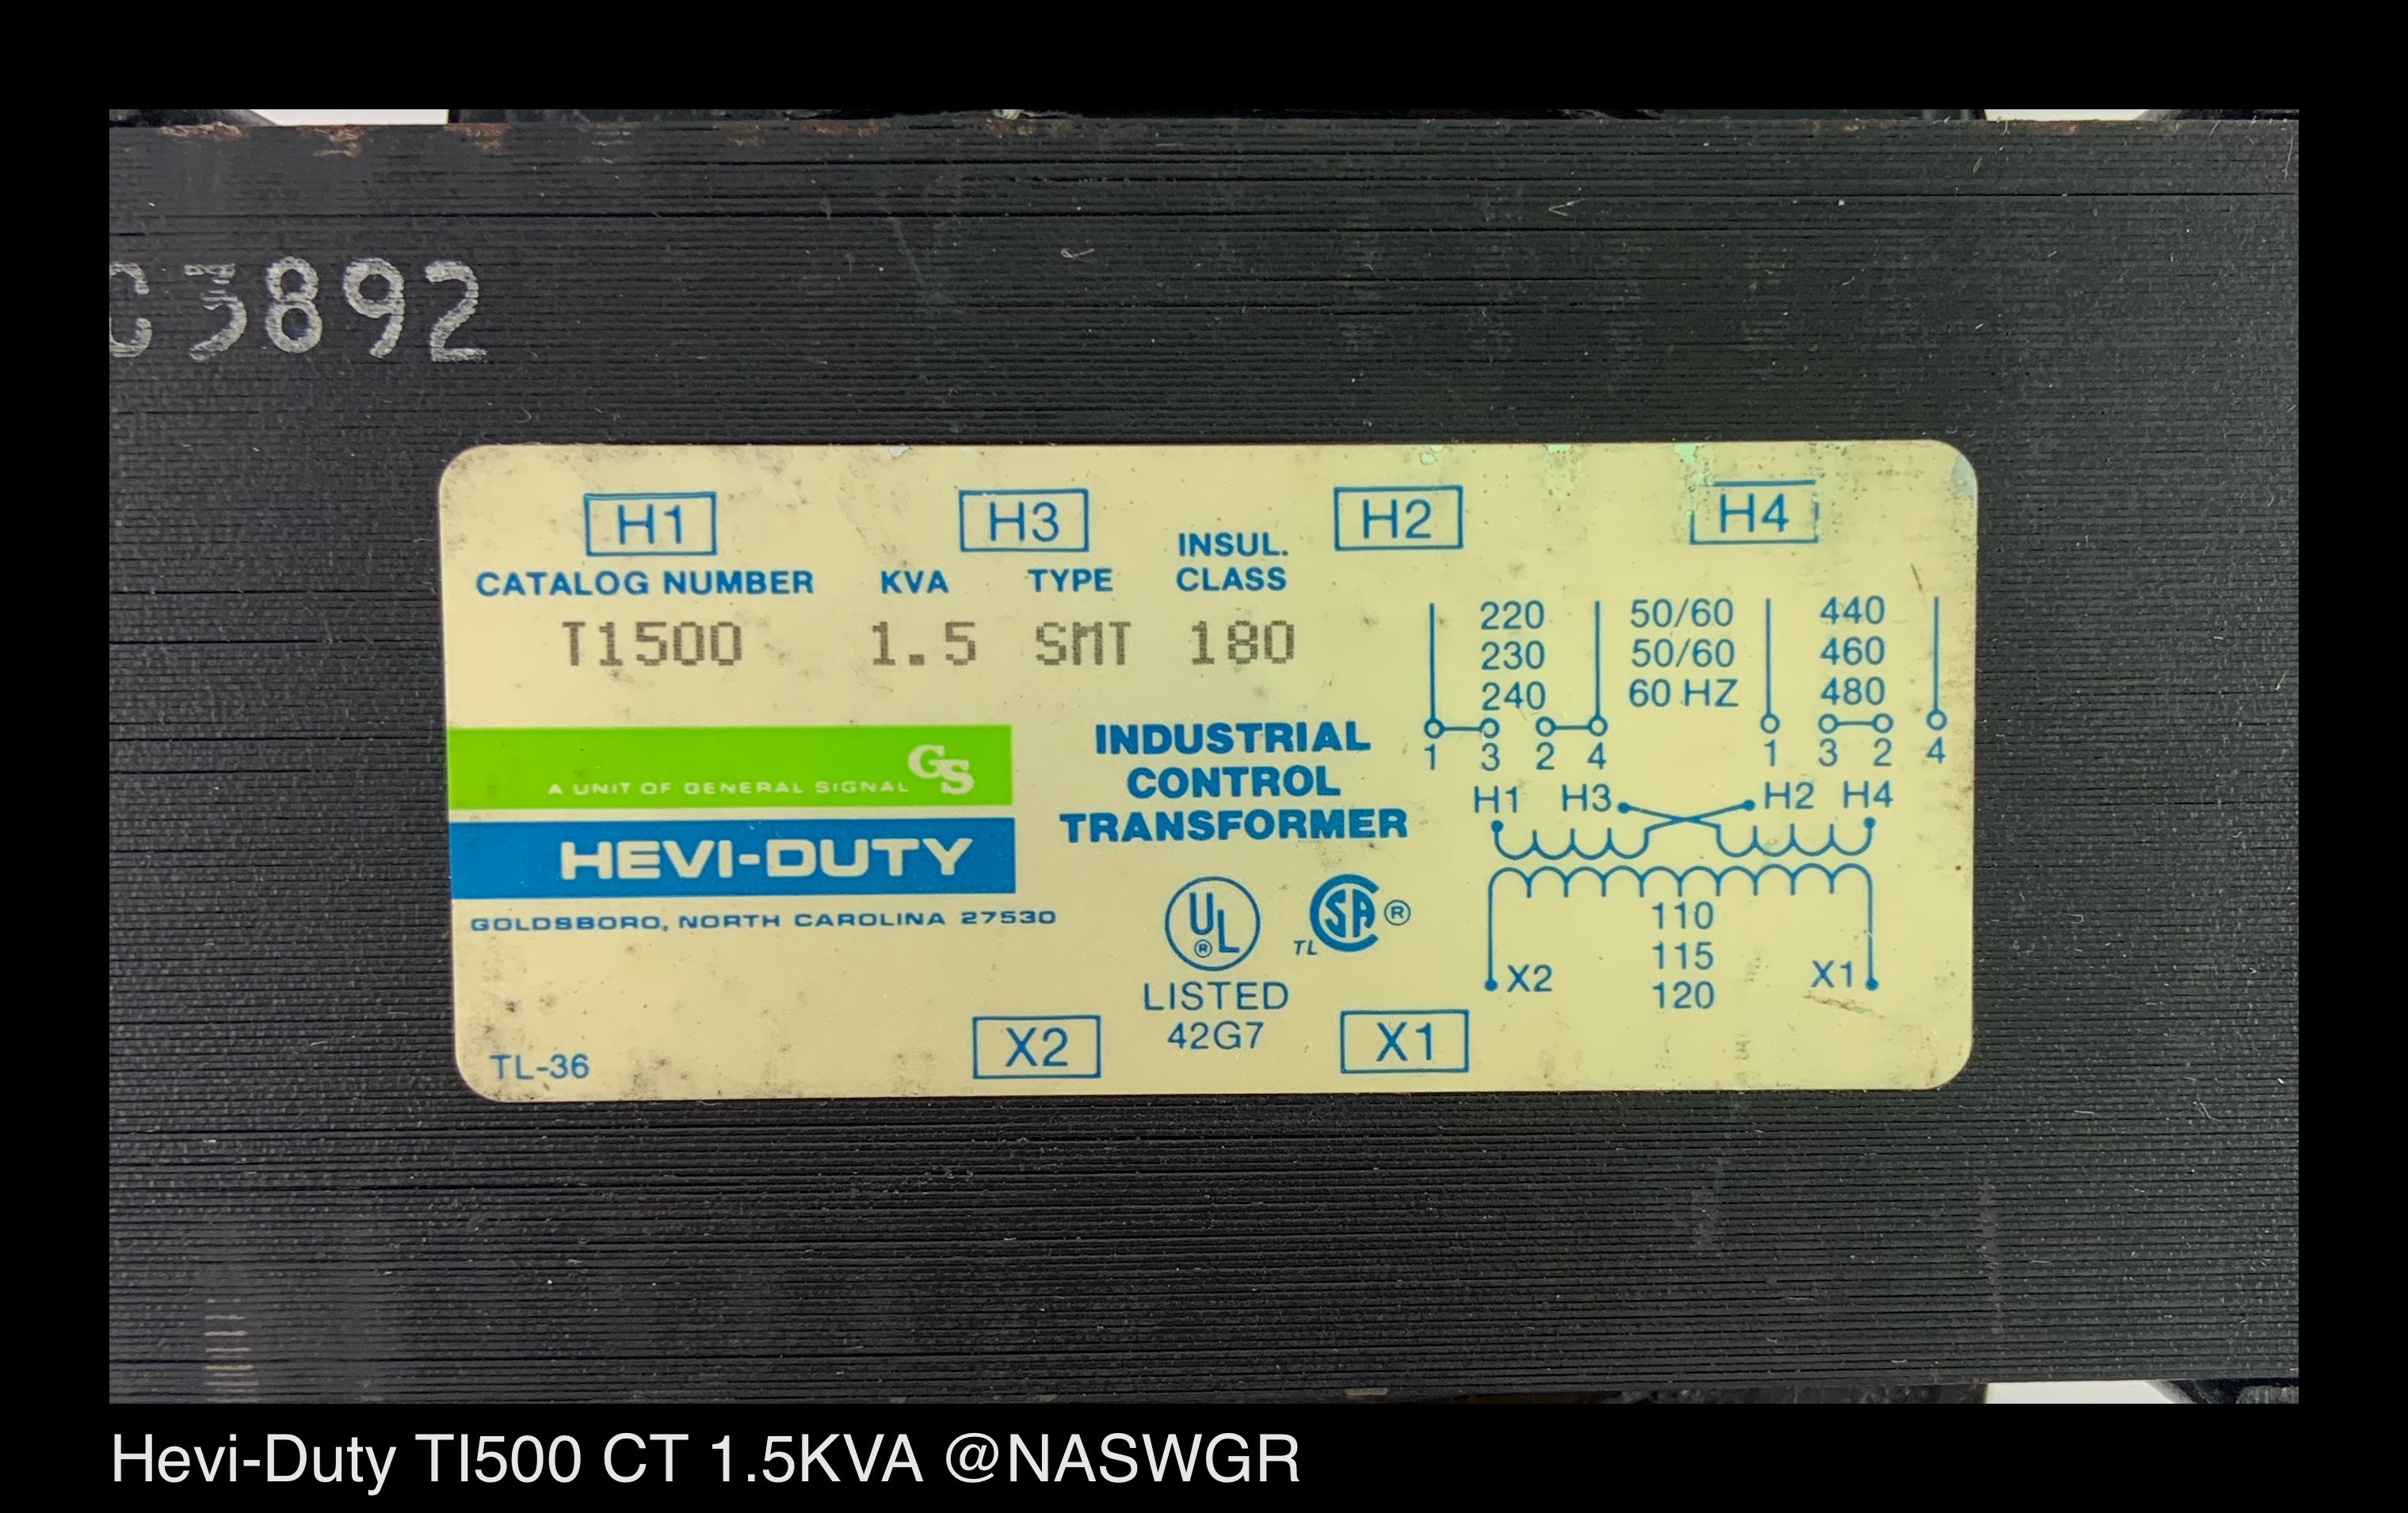 C3892
H1 H3 H2 H4
CATALOG NUMBER KVA TYPE INSUL. CLASS
T1500 1.5 SMT 180
220 50/60 440
230 50/60 460
240 60 HZ 480
1 3 2 4 1 3 2 4
A UNIT OF GENERAL SIGNAL GS
HEVI-DUTY
GOLDSBORO, NORTH CAROLINA 27530
INDUSTRIAL
CONTROL
TRANSFORMER
H1 H3 H2 H4
UL ® TL SA ®
LISTED
42G7
110
115
120
X2 X1
X2 X1
TL-36
Hevi-Duty TI500 CT 1.5KVA @NASWGR